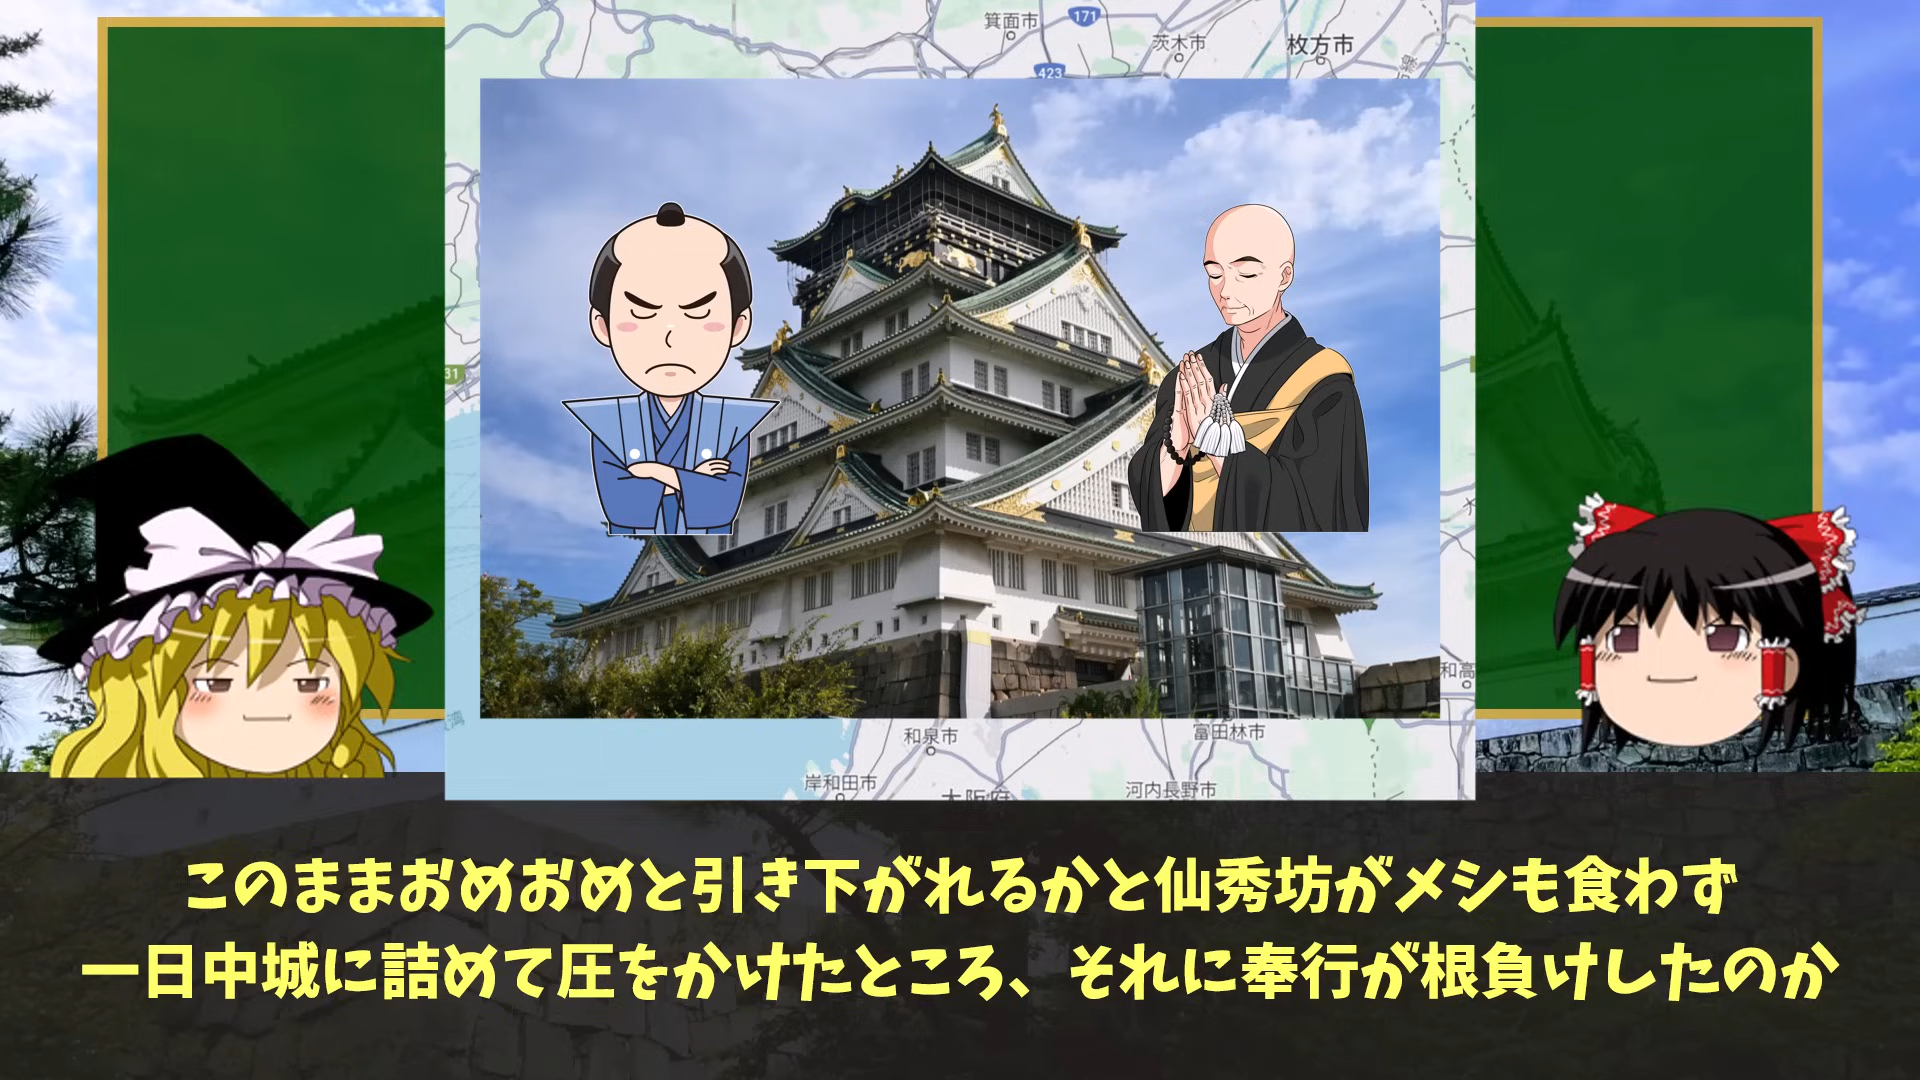 箕面市
171
茨木市
枚方市
423
31
和泉市
富田林市
岸和田市
河内長野市
大阪府
このままおめおめと引き下がれるかと仙秀坊がメシも食わず
一日中城に詰めて圧をかけたところ、それに奉行が根負けしたのか